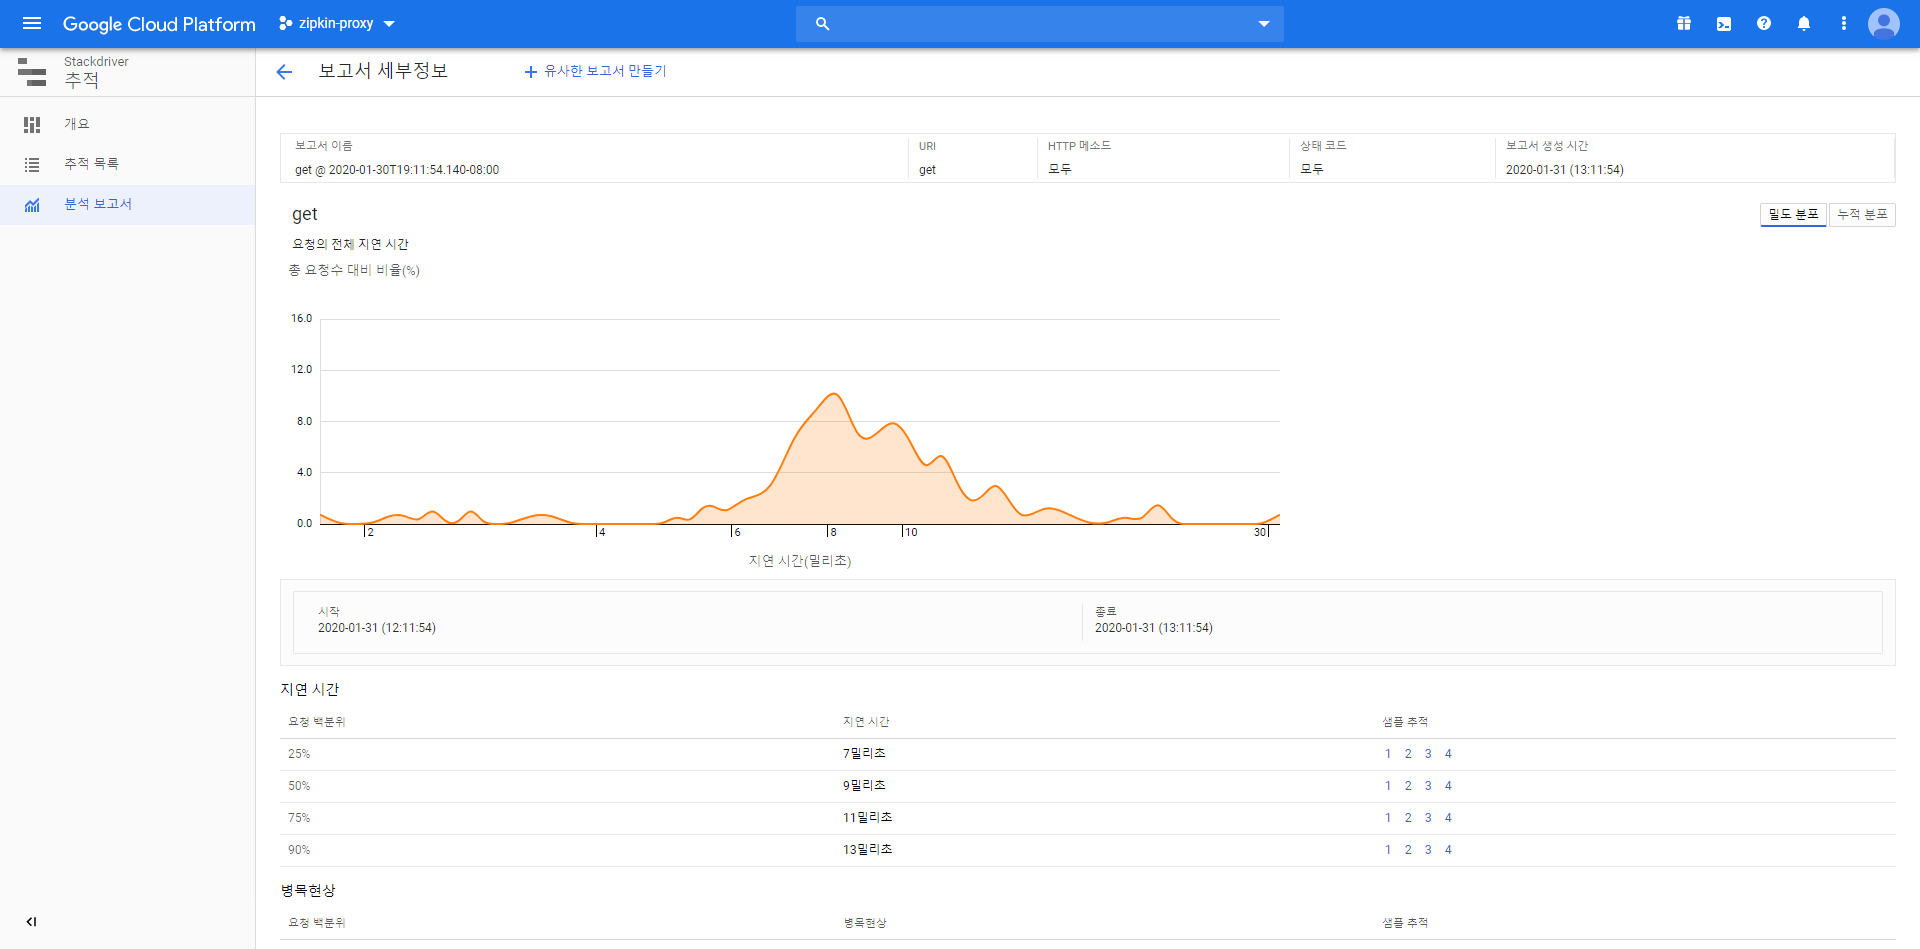 Google Cloud Platform
zipkin-proxy
Stackdriver
추적
개요
추적 목록
분석 보고서
보고서 세부정보
유사한 보고서 만들기
보고서 이름 URI HTTP 메소드 상태 코드 보고서 생성 시간
get @ 2020-01-30T19:11:54.140-08:00 get 모두 모두 2020-01-31 (13:11:54)
get
밀도 분포 누적 분포
요청의 전체 지연 시간
총 요청수 대비 비율(%)
16.0
12.0
8.0
4.0
0.0
2 4 6 8 10 30
지연 시간(밀리초)
시작 종료
2020-01-31 (12:11:54) 2020-01-31 (13:11:54)
지연 시간
요청 백분위 지연 시간 샘플 추적
25% 7밀리초 1 2 3 4
50% 9밀리초 1 2 3 4
75% 11밀리초 1 2 3 4
90% 13밀리초 1 2 3 4
병목현상
요청 백분위 병목현상 샘플 추적